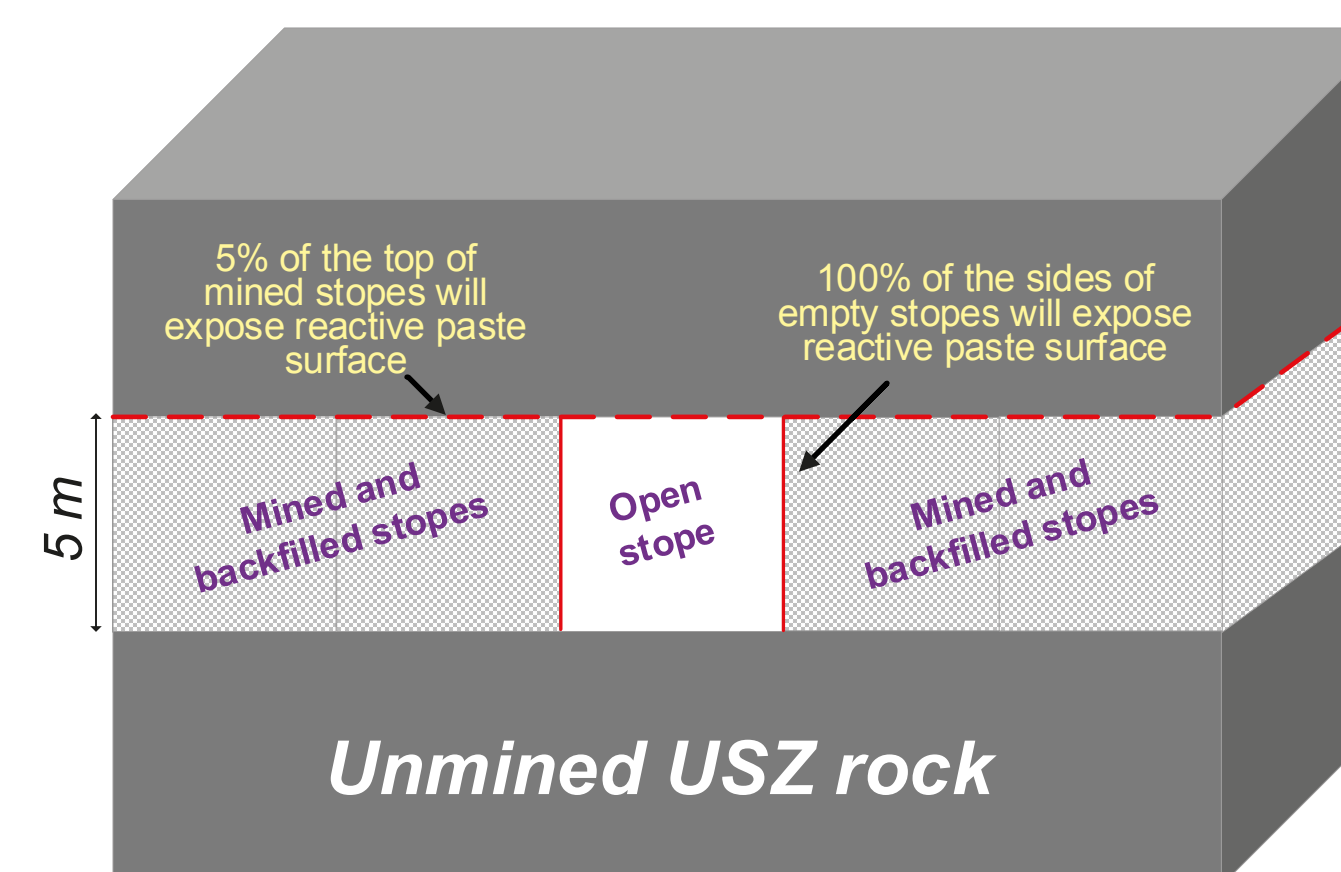 5% of the top of
mined stopes will
expose reactive paste
surface
100% of the sides of
empty stopes will expose
reactive paste surface
5 m
Mined and
backfilled stopes
Open
stope
Mined and
backfilled stopes
Unmined USZ rock